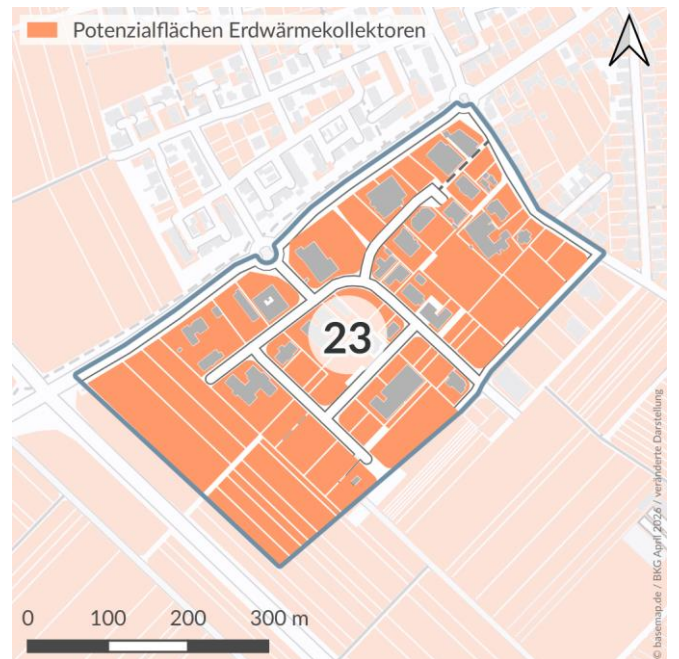 Potenzialflächen Erdwärmekollektoren
23
0 100 200 300 m
© basemap.de / BKG April 2026 / veränderte Darstellung